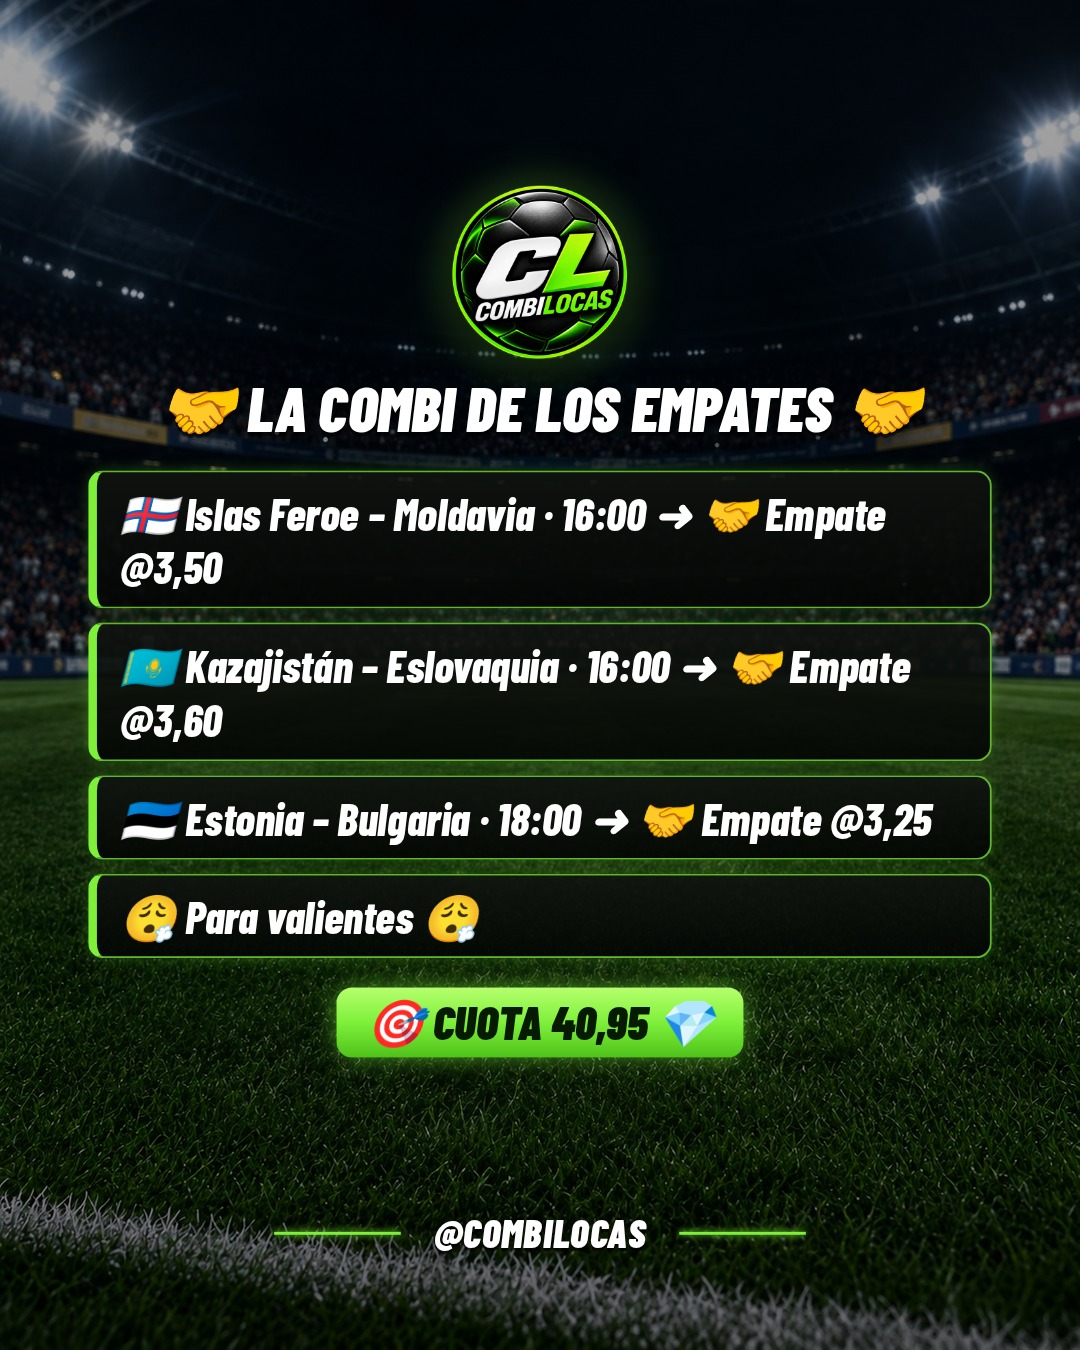 CL
COMBILOCAS
🤝 LA COMBI DE LOS EMPATES 🤝
🇫🇴 Islas Feroe – Moldavia · 16:00 → 🤝 Empate
@3,50
🇰🇿 Kazajistán – Eslovaquia · 16:00 → 🤝 Empate
@3,60
🇪🇪 Estonia – Bulgaria · 18:00 → 🤝 Empate @3,25
😮‍💨 Para valientes 😮‍💨
🎯 CUOTA 40,95 💎
@COMBILOCAS